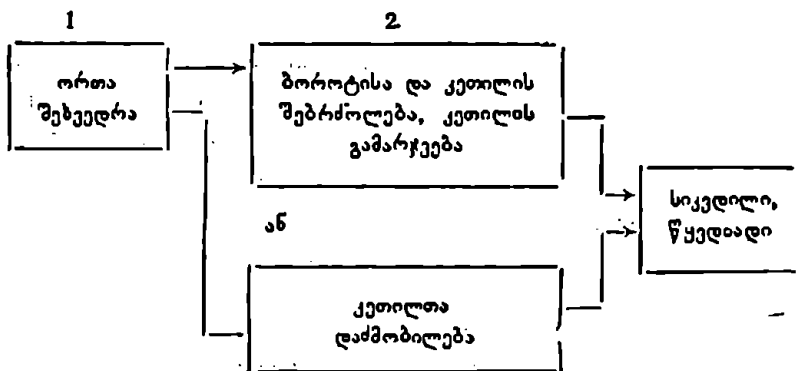 1
2
ორთა
შეხვედრა
ბოროტისა და კეთილის
შებრძოლება, კეთილის
გამარჯვება
ან
კეთილთა
დაძმობილება
სიკვდილი,
წყვდიადი